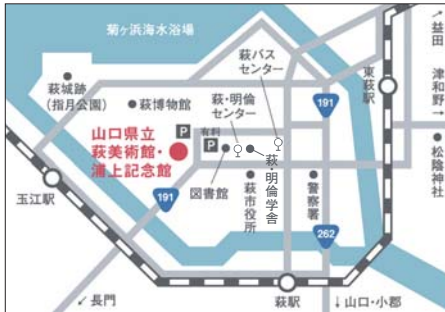 菊ヶ浜海水浴場
↗益田
津和野→
萩城跡
(指月公園)
萩博物館
萩バス
センター
東萩駅
191
萩・明倫
センター
山口県立
萩美術館・
浦上記念館
P
有料
P
図書館
萩・明倫学舎
萩市役所
警察署
松陰神社
玉江駅
191
262
↙長門
萩駅
↓山口・小郡